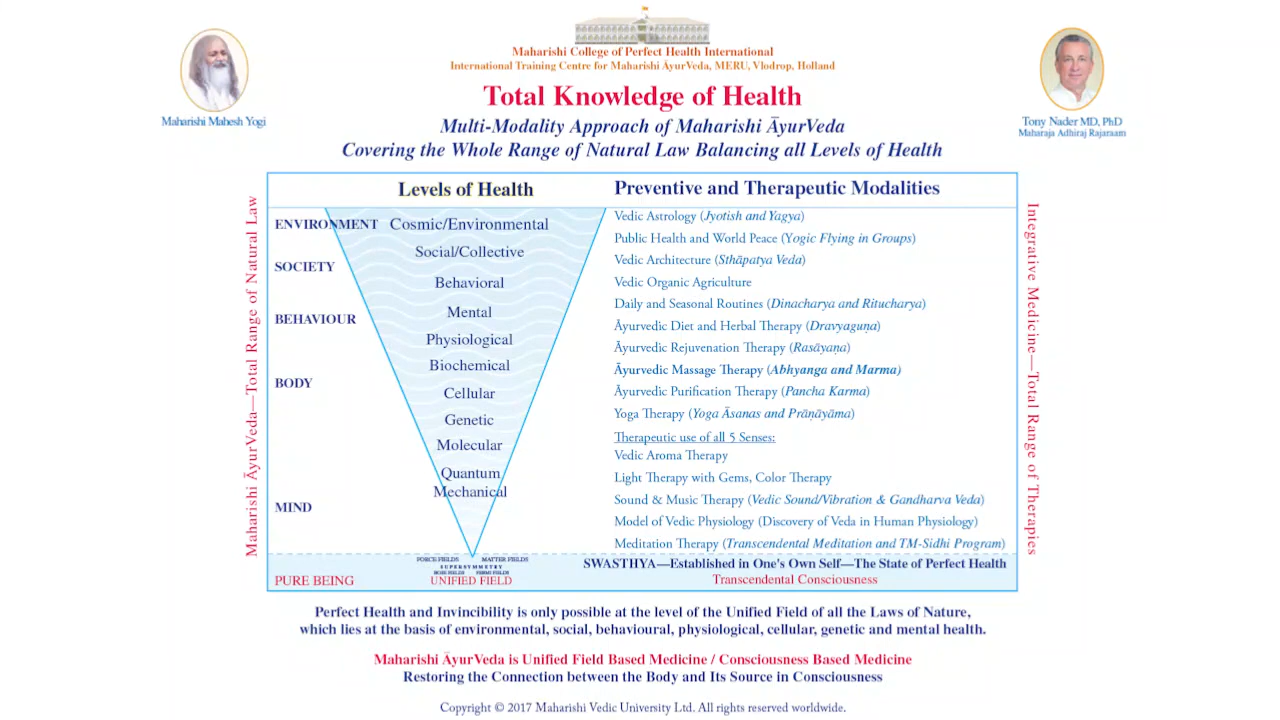 Maharishi College of Perfect Health International
International Training Centre for Maharishi ĀyurVeda, MERU, Vlodrop, Holland
Maharishi Mahesh Yogi
Tony Nader MD, PhD
Maharaja Adhiraj Rajaraam
Total Knowledge of Health
Multi-Modality Approach of Maharishi ĀyurVeda
Covering the Whole Range of Natural Law Balancing all Levels of Health
Maharishi ĀyurVeda—Total Range of Natural Law
Levels of Health
ENVIRONMENT
SOCIETY
BEHAVIOUR
BODY
MIND
Cosmic/Environmental
Social/Collective
Behavioral
Mental
Physiological
Biochemical
Cellular
Genetic
Molecular
Quantum
Mechanical
Preventive and Therapeutic Modalities
Vedic Astrology (Jyotish and Yagya)
Public Health and World Peace (Yogic Flying in Groups)
Vedic Architecture (Sthāpatya Veda)
Vedic Organic Agriculture
Daily and Seasonal Routines (Dinacharya and Ritucharya)
Āyurvedic Diet and Herbal Therapy (Dravyaguṇa)
Āyurvedic Rejuvenation Therapy (Rasāyaṇa)
Āyurvedic Massage Therapy (Abhyanga and Marma)
Āyurvedic Purification Therapy (Pancha Karma)
Yoga Therapy (Yoga Āsanas and Prāṇāyāma)
Therapeutic use of all 5 Senses:
Vedic Aroma Therapy
Light Therapy with Gems, Color Therapy
Sound & Music Therapy (Vedic Sound/Vibration & Gandharva Veda)
Model of Vedic Physiology (Discovery of Veda in Human Physiology)
Meditation Therapy (Transcendental Meditation and TM-Sidhi Program)
Integrative Medicine—Total Range of Therapies
FORCE FIELDS MATTER FIELDS
SUPERSYMMETRY
BOSE FIELDS FERMI FIELDS
PURE BEING
UNIFIED FIELD
SWASTHYA—Established in One's Own Self—The State of Perfect Health
Transcendental Consciousness
Perfect Health and Invincibility is only possible at the level of the Unified Field of all the Laws of Nature,
which lies at the basis of environmental, social, behavioural, physiological, cellular, genetic and mental health.
Maharishi ĀyurVeda is Unified Field Based Medicine / Consciousness Based Medicine
Restoring the Connection between the Body and Its Source in Consciousness
Copyright © 2017 Maharishi Vedic University Ltd. All rights reserved worldwide.